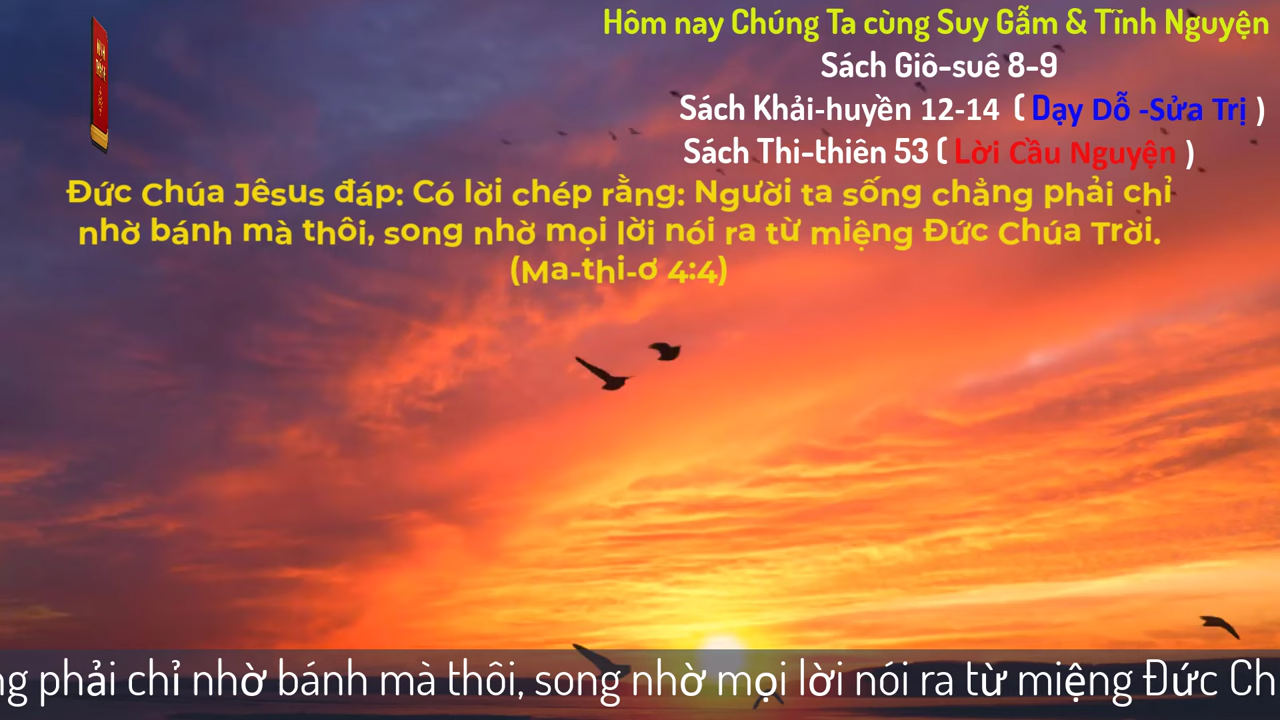 Hôm nay Chúng Ta cùng Suy Gẫm & Tĩnh Nguyện
Sách Giô-suê 8-9
Sách Khải-huyền 12-14 ( Dạy Dỗ -Sửa Trị )
Sách Thi-thiên 53 ( Lời Cầu Nguyện )
Đức Chúa Jêsus đáp: Có lời chép rằng: Người ta sống chẳng phải chỉ
nhờ bánh mà thôi, song nhờ mọi lời nói ra từ miệng Đức Chúa Trời.
(Ma-thi-ơ 4:4)
ng phải chỉ nhờ bánh mà thôi, song nhờ mọi lời nói ra từ miệng Đức Ch